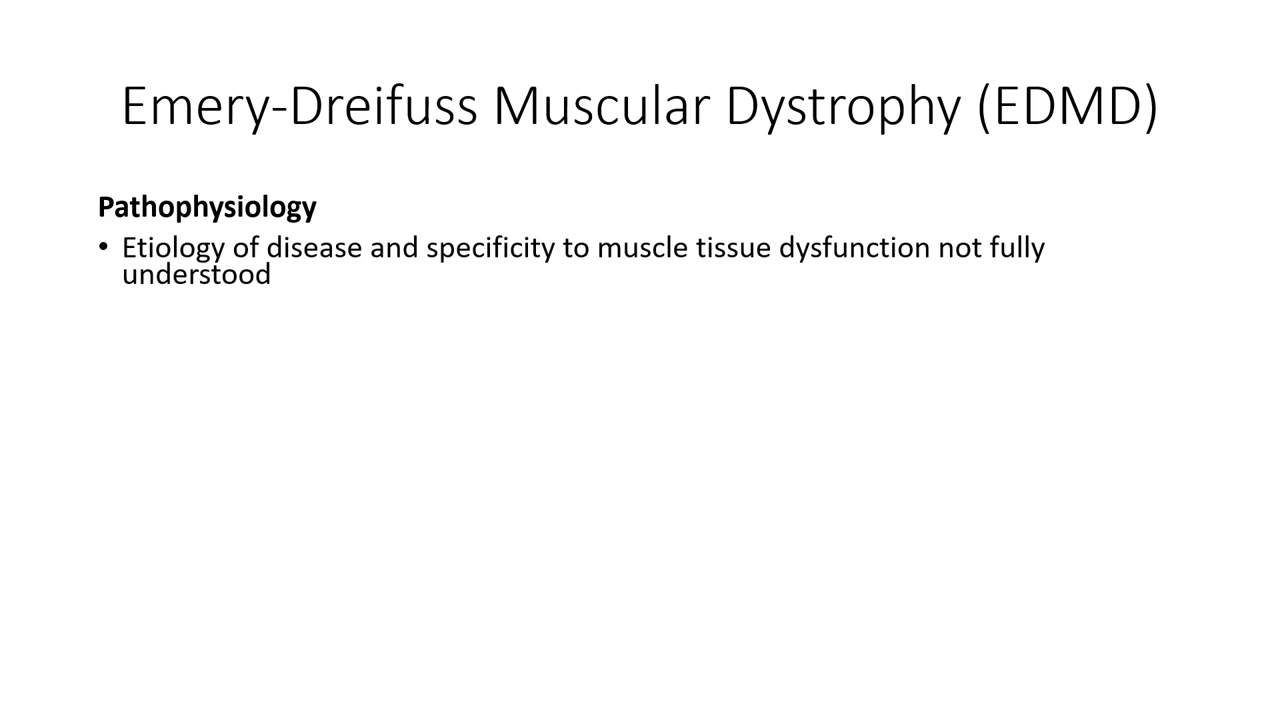 Emery-Dreifuss Muscular Dystrophy (EDMD)
Pathophysiology
• Etiology of disease and specificity to muscle tissue dysfunction not fully
understood